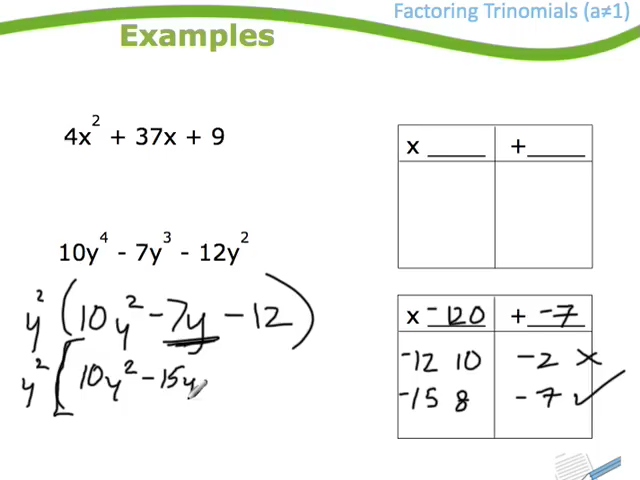 Factoring Trinomials (a≠1)
Examples
4x² + 37x + 9
x ____ + ____
10y⁴ - 7y³ - 12y²
y² (10y² - 7y - 12)
x -120 + -7
-12 10 -2 x
y² [10y² - 15y
-15 8 -7 ✓